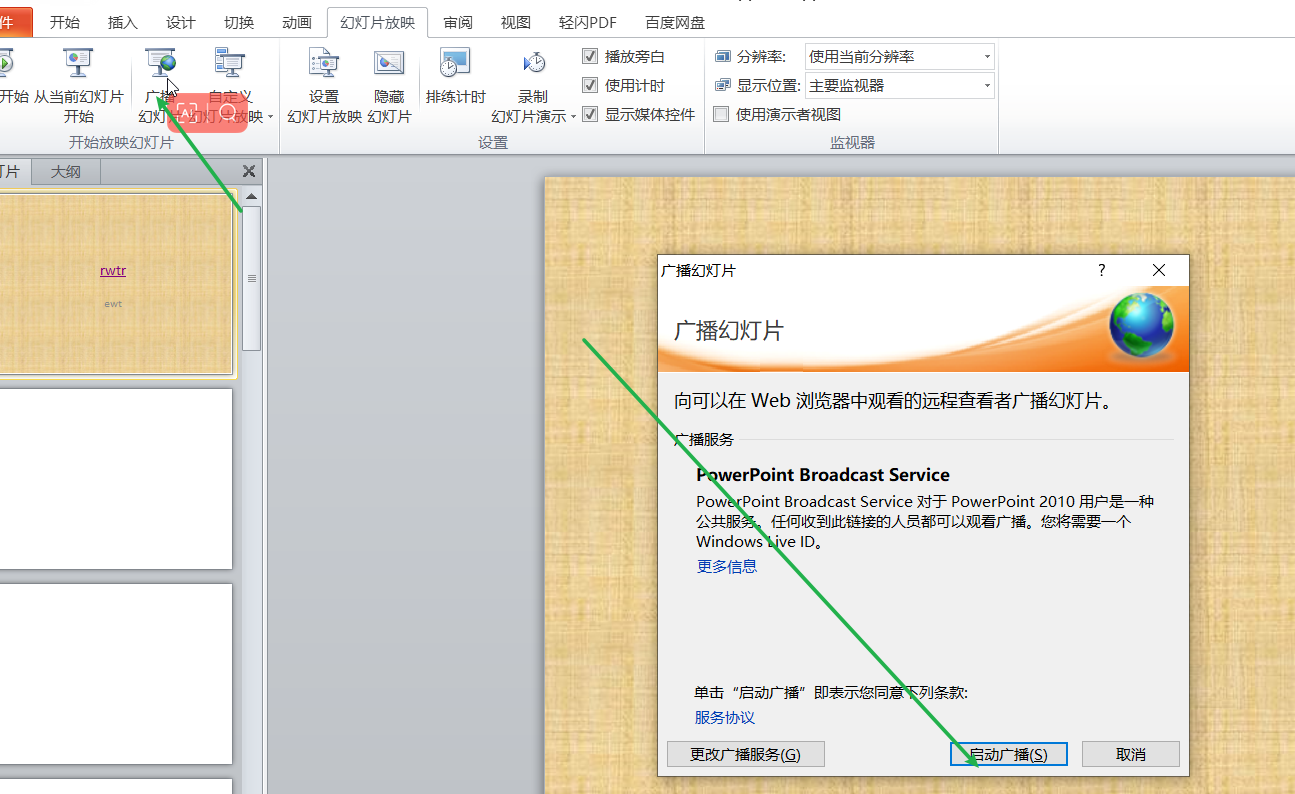 件 开始 插入 设计 切换 动画 幻灯片放映 审阅 视图 轻闪PDF 百度网盘
开始 从当前幻灯片
开始
广播
幻灯片
自定义
幻灯片放映
开始放映幻灯片
设置
幻灯片放映
隐藏
幻灯片
排练计时
录制
幻灯片演示
播放旁白
使用计时
显示媒体控件
设置
分辨率: 使用当前分辨率
显示位置: 主要监视器
使用演示者视图
监视器
灯片 大纲
rwtr
ewt
广播幻灯片 ?
广播幻灯片
向可以在 Web 浏览器中观看的远程查看者广播幻灯片。
广播服务
PowerPoint Broadcast Service
PowerPoint Broadcast Service 对于 PowerPoint 2010 用户是一种
公共服务。任何收到此链接的人员都可以观看广播。您将需要一个
Windows Live ID。
更多信息
单击“启动广播”即表示您同意下列条款:
服务协议
更改广播服务(G) 启动广播(S) 取消